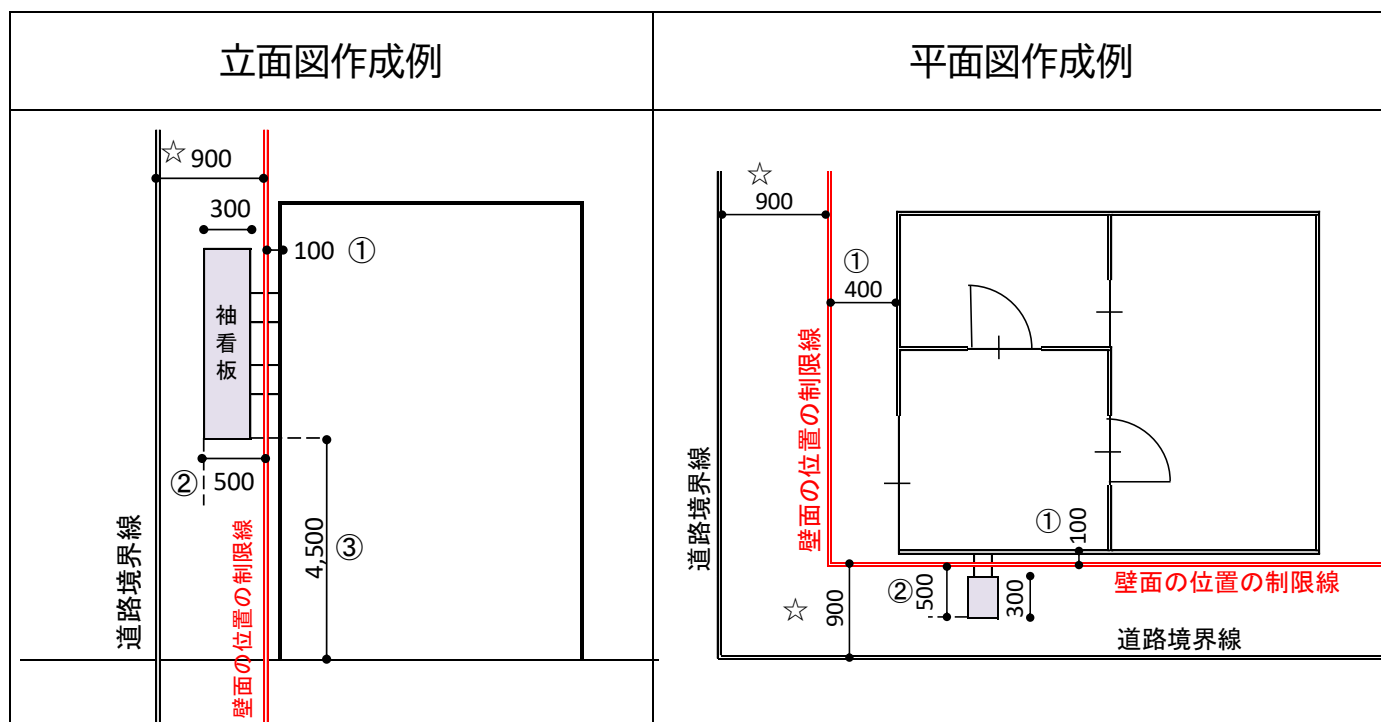 立面図作成例
平面図作成例
☆
900
300
100 ①
袖看板
② 500
4,500 ③
道路境界線
壁面の位置の制限線
☆
900
①
400
壁面の位置の制限線
道路境界線
① 100
壁面の位置の制限線
② 500
300
☆
900
道路境界線